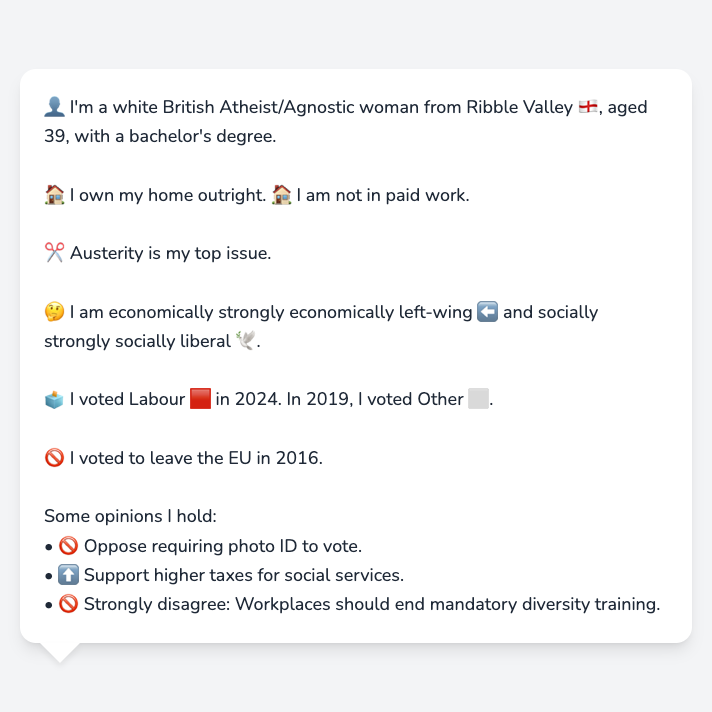 👤 I'm a white British Atheist/Agnostic woman from Ribble Valley 🏴󠁧󠁢󠁥󠁮󠁧󠁿, aged
39, with a bachelor's degree.
🏠 I own my home outright. 🏠 I am not in paid work.
✂️ Austerity is my top issue.
🤔 I am economically strongly economically left-wing ⬅️ and socially
strongly socially liberal 🕊️.
🗳️ I voted Labour 🟥 in 2024. In 2019, I voted Other ⬜.
🚫 I voted to leave the EU in 2016.
Some opinions I hold:
• 🚫 Oppose requiring photo ID to vote.
• ⬆️ Support higher taxes for social services.
• 🚫 Strongly disagree: Workplaces should end mandatory diversity training.